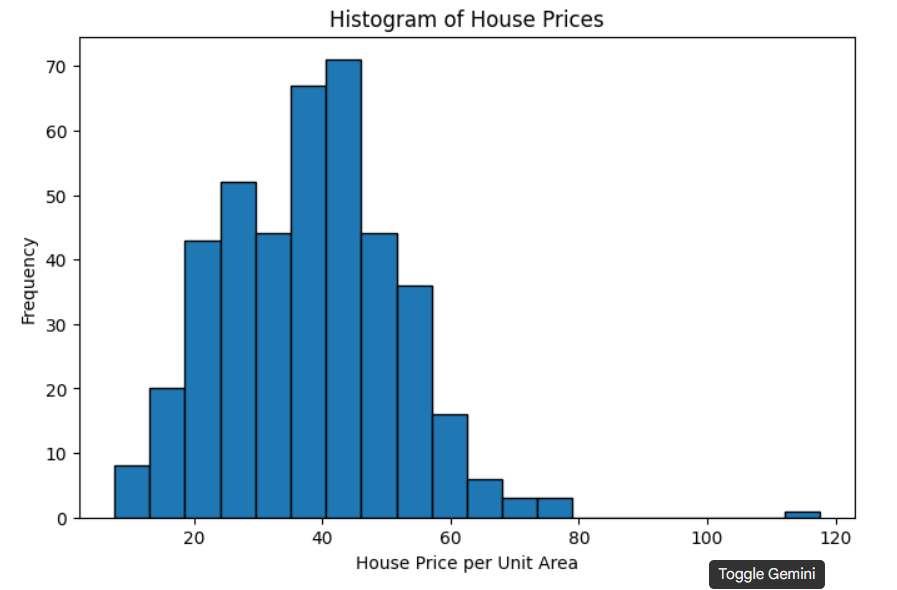 Histogram of House Prices
70
60
50
40
30
20
10
0
Frequency
20 40 60 80 100 120
House Price per Unit Area
Toggle Gemini